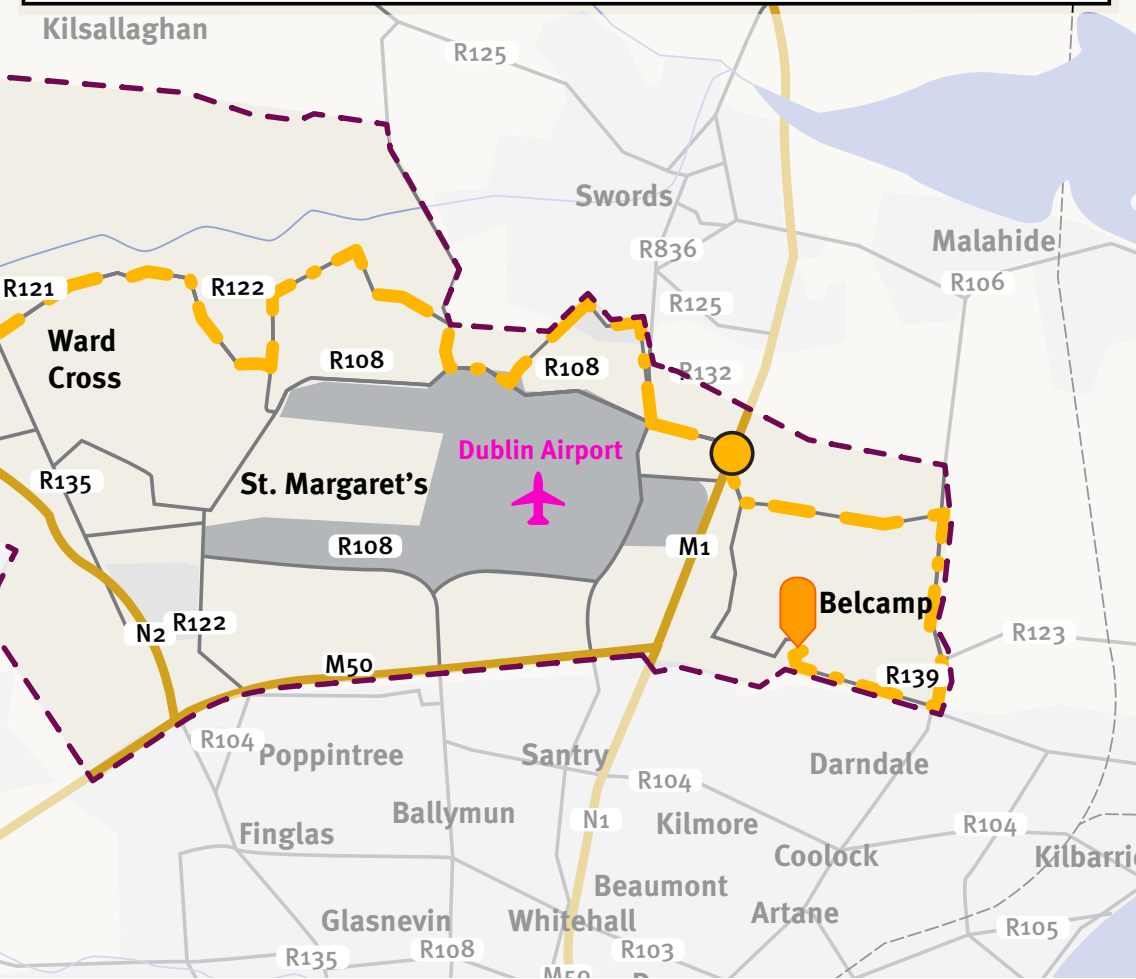 Kilsallaghan
R125
Swords
R836
Malahide
R106
R121
R122
R125
Ward
Cross
R108
R108
R132
Dublin Airport
R135
St. Margaret's
R108
M1
Belcamp
R122
N2
R123
M50
R139
R104
Poppintree
Santry
Darndale
R104
Ballymun
N1
Kilmore
R104
Finglas
Coolock
Kilbarric
Beaumont
Glasnevin
Whitehall
Artane
R105
R135
R108
R103
M50